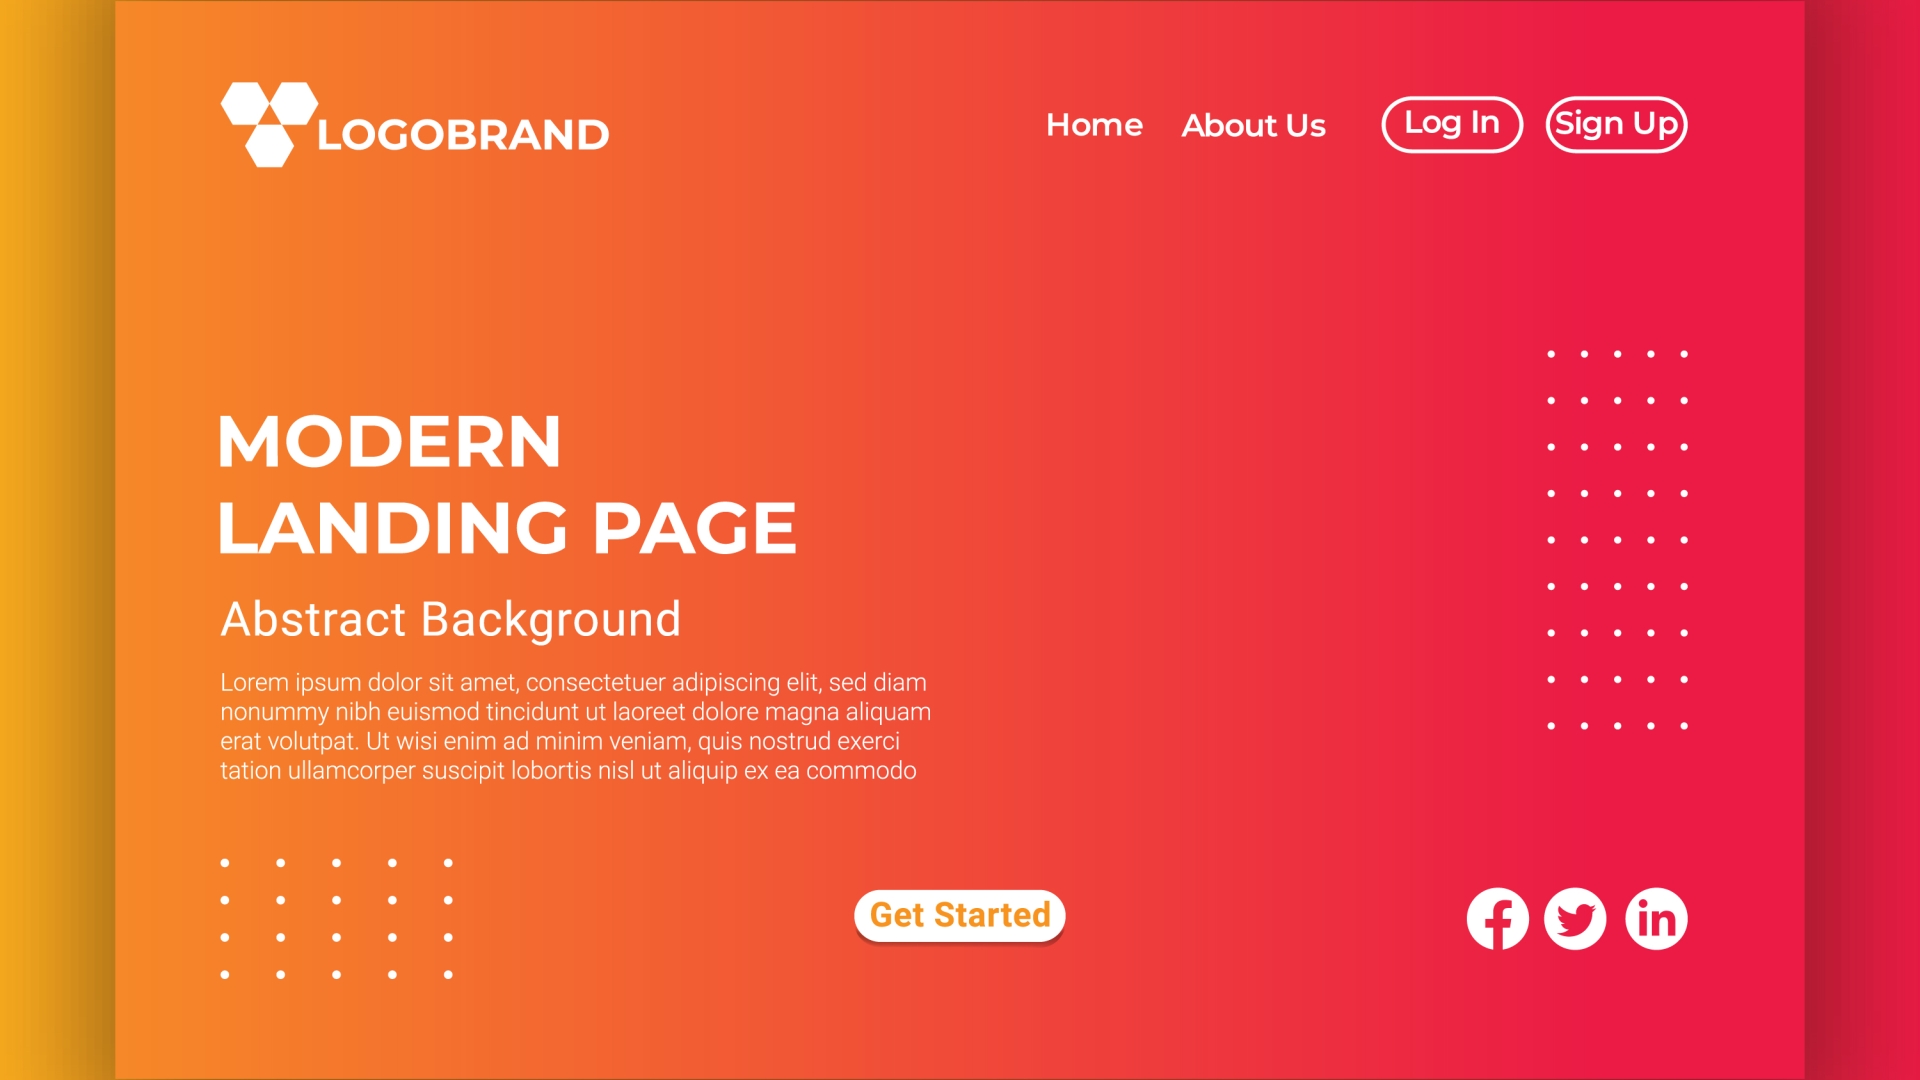 LOGOBRAND
Home About Us Log In Sign Up
MODERN
LANDING PAGE
Abstract Background
Lorem ipsum dolor sit amet, consectetuer adipiscing elit, sed diam
nonummy nibh euismod tincidunt ut laoreet dolore magna aliquam
erat volutpat. Ut wisi enim ad minim veniam, quis nostrud exerci
tation ullamcorper suscipit lobortis nisl ut aliquip ex ea commodo
Get Started